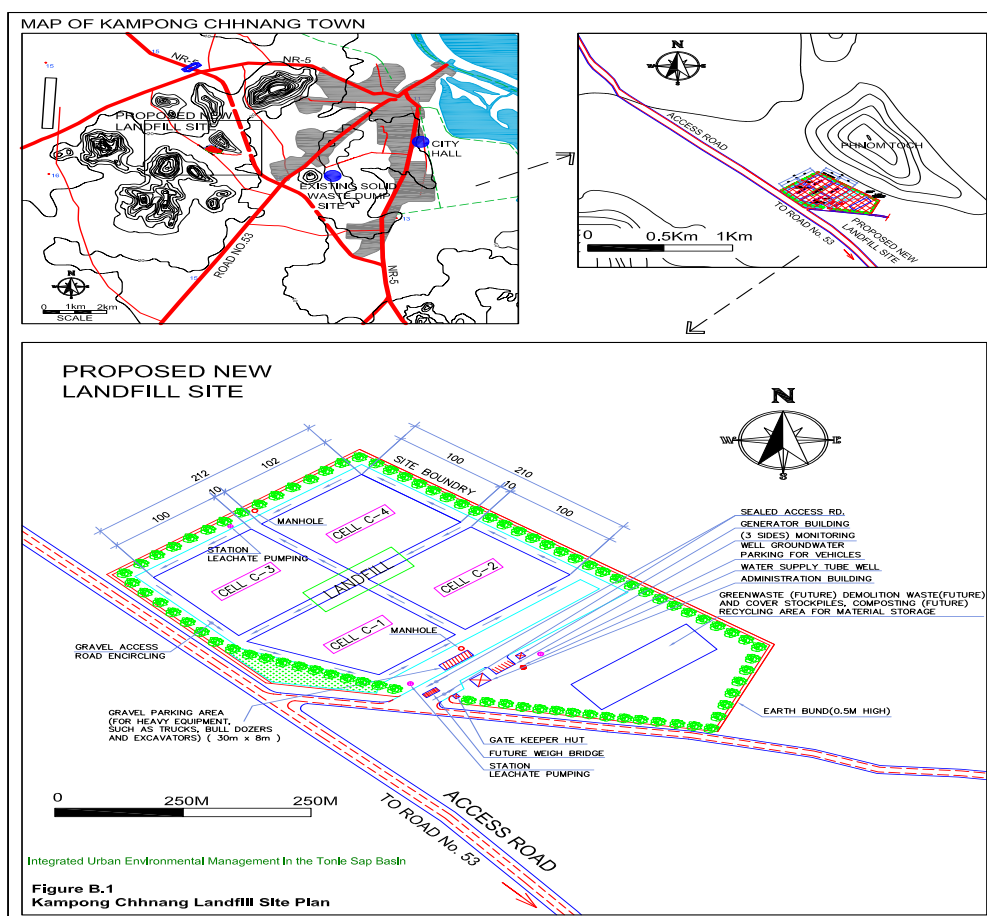 MAP OF KAMPONG CHHNANG TOWN
NR-5
NR-5
15
15
PROPOSED NEW
LANDFILL SITE
CITY
HALL
16
EXISTING SOLID
WASTE DUMP
SITE
13
ROAD NO.53
15
NR-5
N
0 1km 2km
SCALE
N
ACCESS ROAD
PHNOM TOCH
TO ROAD No. 53
PROPOSED NEW
LANDFILL SITE
0 0.5Km 1Km
PROPOSED NEW
LANDFILL SITE
N
W E
S
212
102
10
100
100
210
10
100
SITE BOUNDRY
MANHOLE
CELL C-4
STATION
LEACHATE PUMPING
CELL C-3
LANDFILL
CELL C-2
CELL C-1
MANHOLE
SEALED ACCESS RD.
GENERATOR BUILDING
(3 SIDES) MONITORING
WELL GROUNDWATER
PARKING FOR VEHICLES
WATER SUPPLY TUBE WELL
ADMINISTRATION BUILDING
GREENWASTE (FUTURE) DEMOLITION WASTE(FUTURE)
AND COVER STOCKPILES, COMPOSTING (FUTURE)
RECYCLING AREA FOR MATERIAL STORAGE
GRAVEL ACCESS
ROAD ENCIRCLING
GRAVEL PARKING AREA
(FOR HEAVY EQUIPMENT,
SUCH AS TRUCKS, BULL DOZERS
AND EXCAVATORS) ( 30m x 8m )
EARTH BUND(0.5M HIGH)
GATE KEEPER HUT
FUTURE WEIGH BRIDGE
STATION
LEACHATE PUMPING
0 250M 250M
ACCESS ROAD
TO ROAD No. 53
Integrated Urban Environmental Management in the Tonle Sap Basin
Figure B.1
Kampong Chhnang Landfill Site Plan